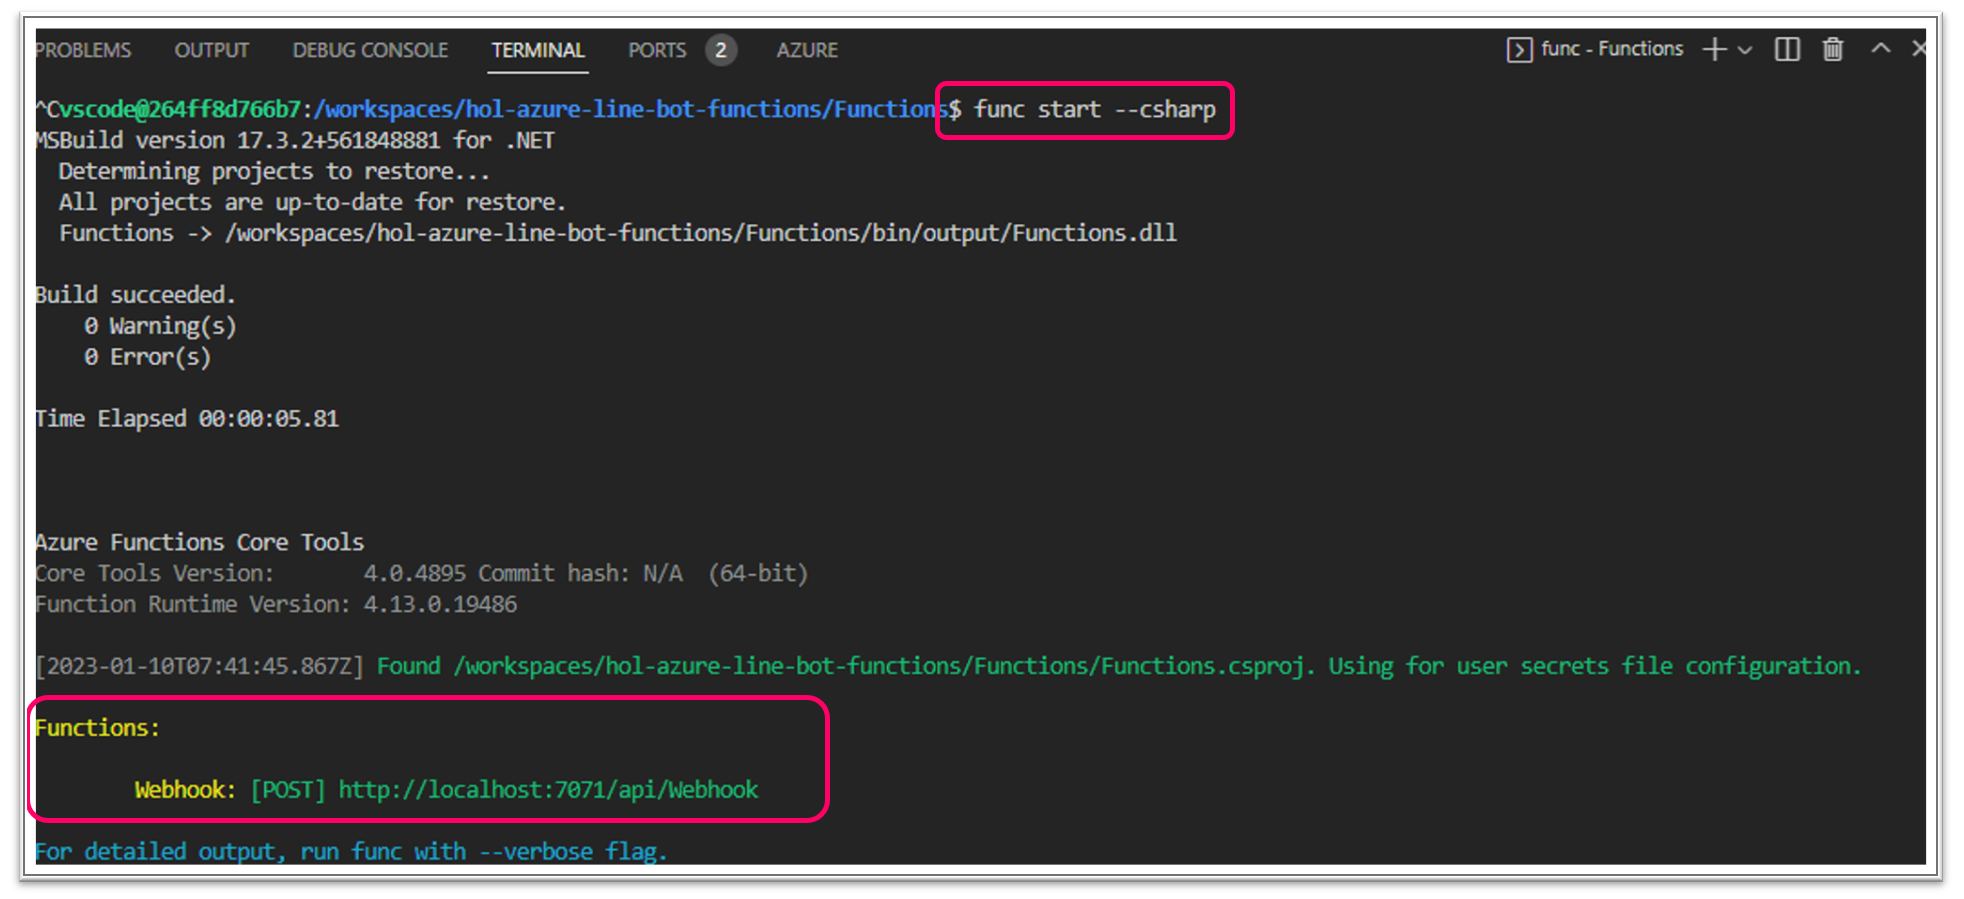 PROBLEMS OUTPUT DEBUG CONSOLE TERMINAL PORTS 2 AZURE func - Functions
^Cvscode@264ff8d766b7:/workspaces/hol-azure-line-bot-functions/Functions$ func start --csharp
MSBuild version 17.3.2+561848881 for .NET
  Determining projects to restore...
  All projects are up-to-date for restore.
  Functions -> /workspaces/hol-azure-line-bot-functions/Functions/bin/output/Functions.dll
Build succeeded.
    0 Warning(s)
    0 Error(s)
Time Elapsed 00:00:05.81
Azure Functions Core Tools
Core Tools Version:       4.0.4895 Commit hash: N/A  (64-bit)
Function Runtime Version: 4.13.0.19486
[2023-01-10T07:41:45.867Z] Found /workspaces/hol-azure-line-bot-functions/Functions/Functions.csproj. Using for user secrets file configuration.
Functions:
        Webhook: [POST] http://localhost:7071/api/Webhook
For detailed output, run func with --verbose flag.